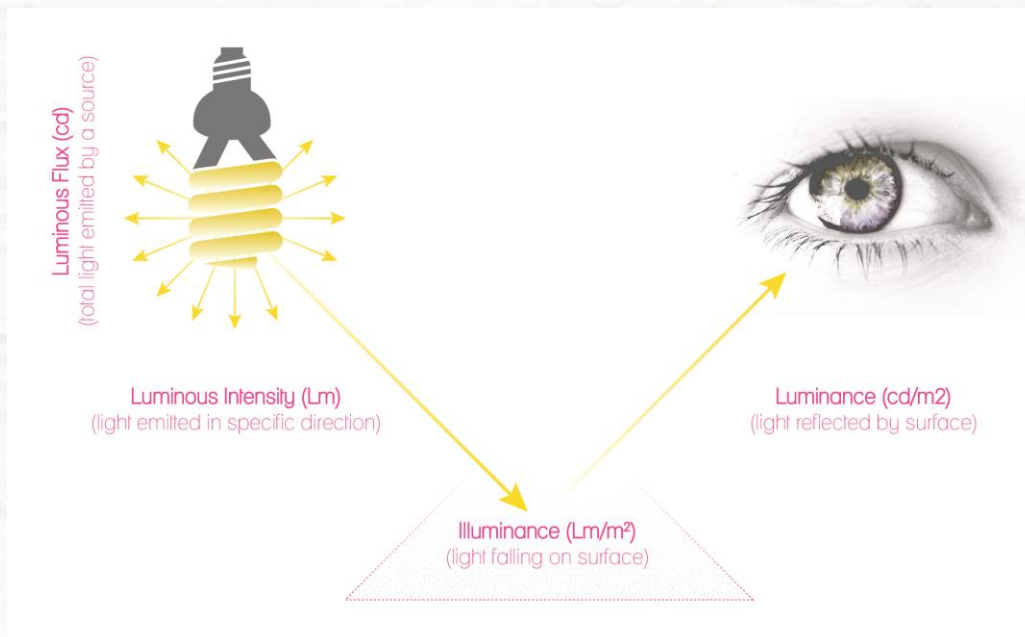 Luminous Flux (cd)
(total light emitted by a source)
Luminous Intensity (Lm)
(light emitted in specific direction)
Luminance (cd/m2)
(light reflected by surface)
Illuminance (Lm/m²)
(light falling on surface)